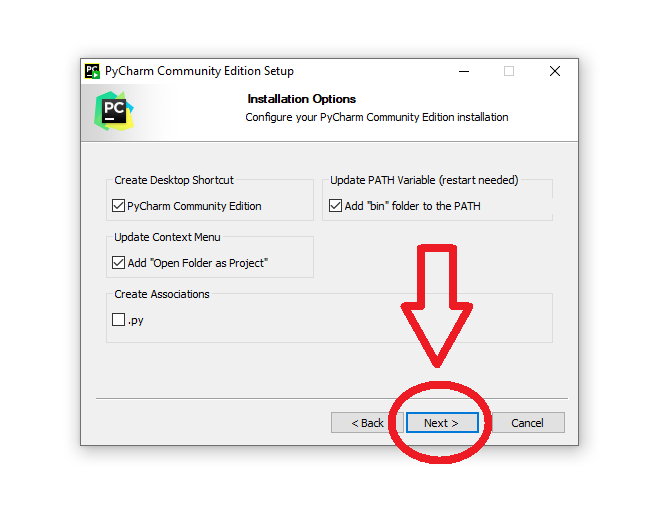 PC
PyCharm Community Edition Setup
PC
Installation Options
Configure your PyCharm Community Edition installation
Create Desktop Shortcut
PyCharm Community Edition
Update PATH Variable (restart needed)
Add "bin" folder to the PATH
Update Context Menu
Add "Open Folder as Project"
Create Associations
.py
< Back
Next >
Cancel